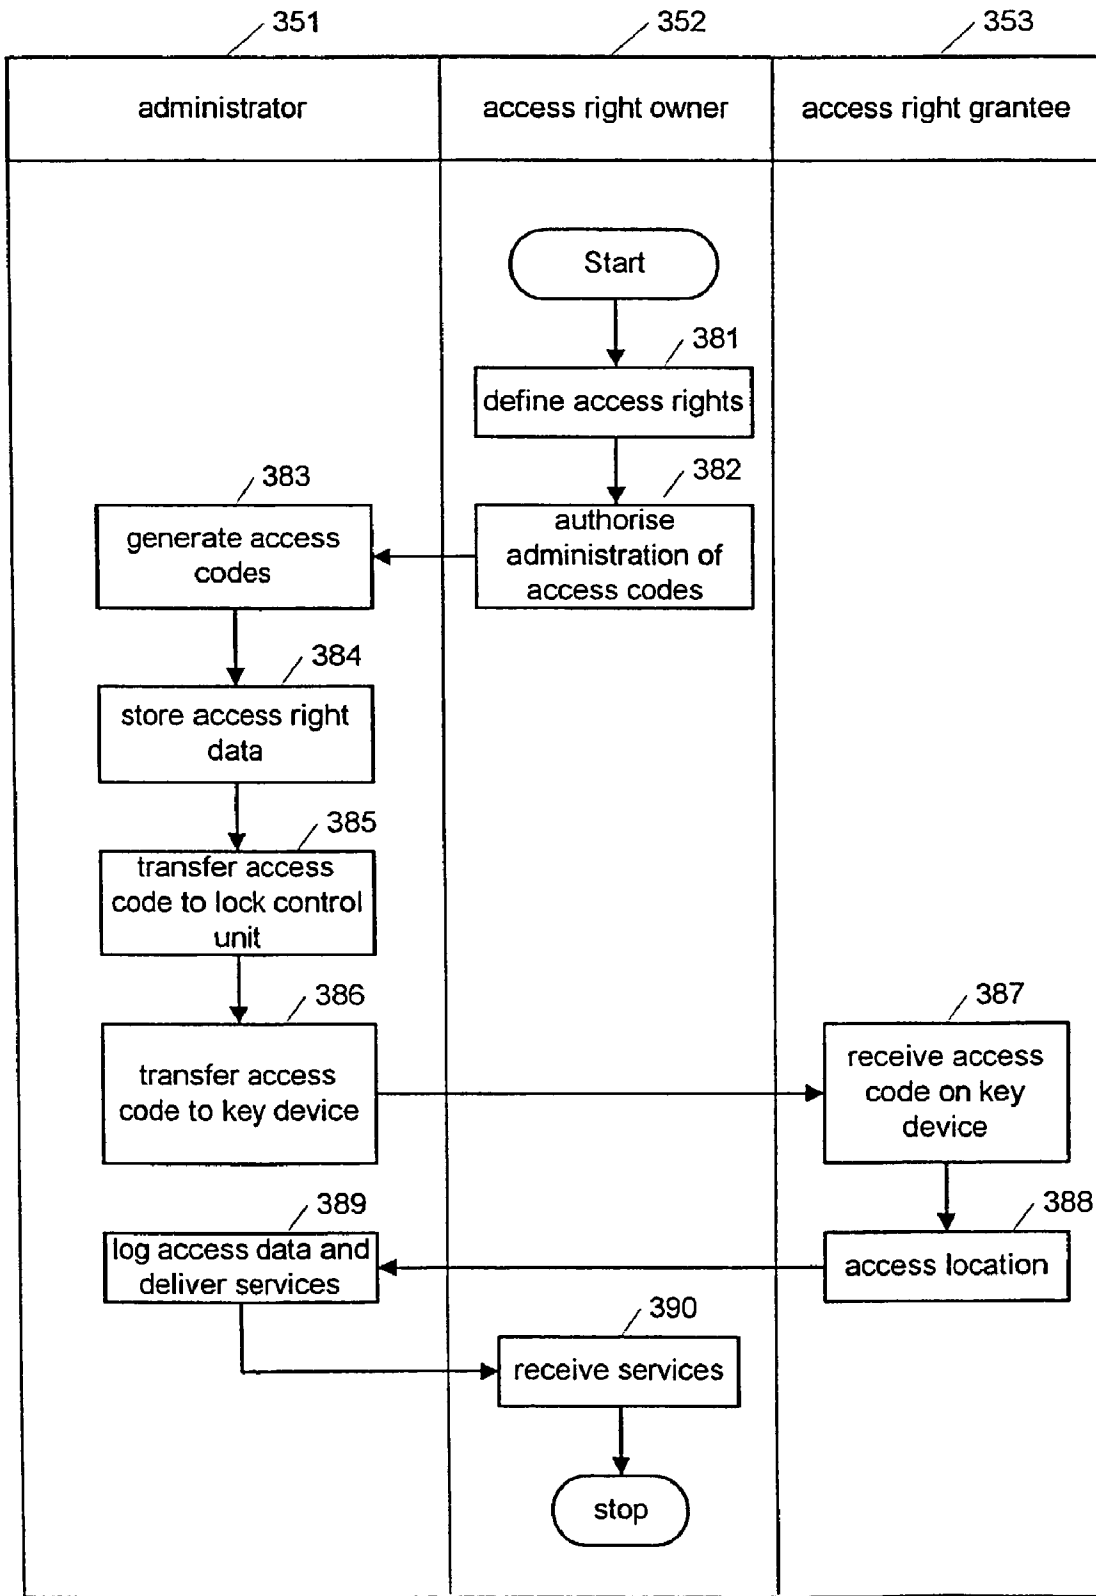 351
352
353
administrator
access right owner
access right grantee
Start
381
define access rights
382
authorise
administration of
access codes
383
generate access
codes
384
store access right
data
385
transfer access
code to lock control
unit
386
transfer access
code to key device
387
receive access
code on key
device
388
access location
389
log access data and
deliver services
390
receive services
stop